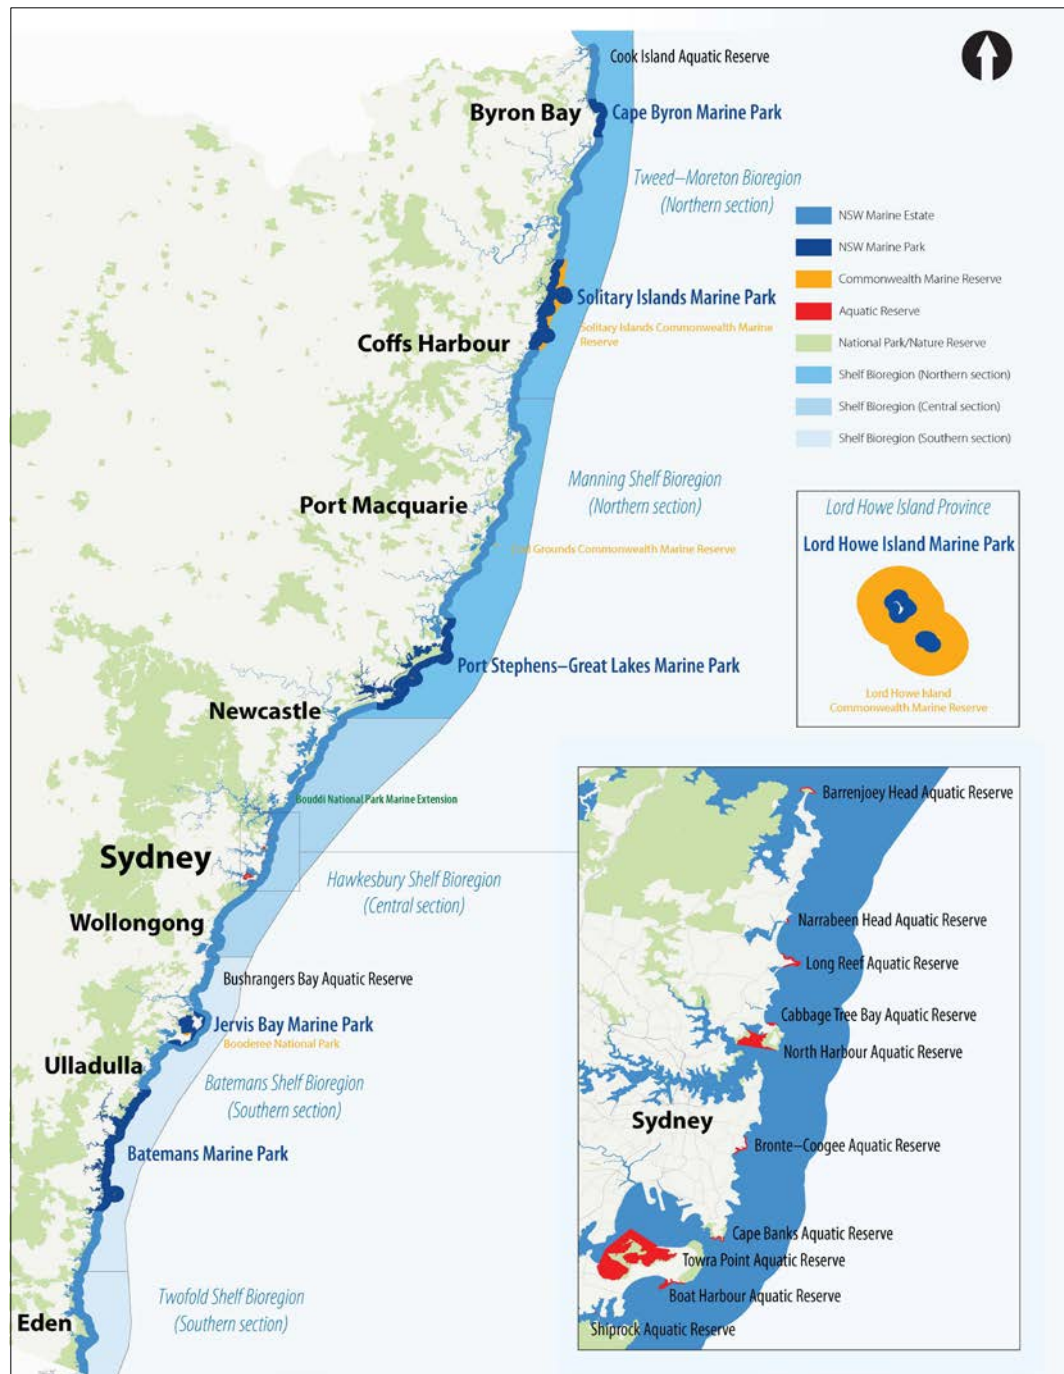 Cook Island Aquatic Reserve
Byron Bay
Cape Byron Marine Park
Tweed–Moreton Bioregion
(Northern section)
NSW Marine Estate
NSW Marine Park
Commonwealth Marine Reserve
Aquatic Reserve
National Park/Nature Reserve
Shelf Bioregion (Northern section)
Shelf Bioregion (Central section)
Shelf Bioregion (Southern section)
Solitary Islands Marine Park
Solitary Islands Commonwealth Marine
Reserve
Coffs Harbour
Manning Shelf Bioregion
(Northern section)
Port Macquarie
Grounds Commonwealth Marine Reserve
Lord Howe Island Province
Lord Howe Island Marine Park
Lord Howe Island
Commonwealth Marine Reserve
Port Stephens–Great Lakes Marine Park
Newcastle
Bouddi National Park Marine Extension
Sydney
Hawkesbury Shelf Bioregion
(Central section)
Wollongong
Bushrangers Bay Aquatic Reserve
Jervis Bay Marine Park
Booderee National Park
Ulladulla
Batemans Shelf Bioregion
(Southern section)
Batemans Marine Park
Twofold Shelf Bioregion
(Southern section)
Eden
Barrenjoey Head Aquatic Reserve
Narrabeen Head Aquatic Reserve
Long Reef Aquatic Reserve
Cabbage Tree Bay Aquatic Reserve
North Harbour Aquatic Reserve
Sydney
Bronte–Coogee Aquatic Reserve
Cape Banks Aquatic Reserve
Towra Point Aquatic Reserve
Boat Harbour Aquatic Reserve
Shiprock Aquatic Reserve